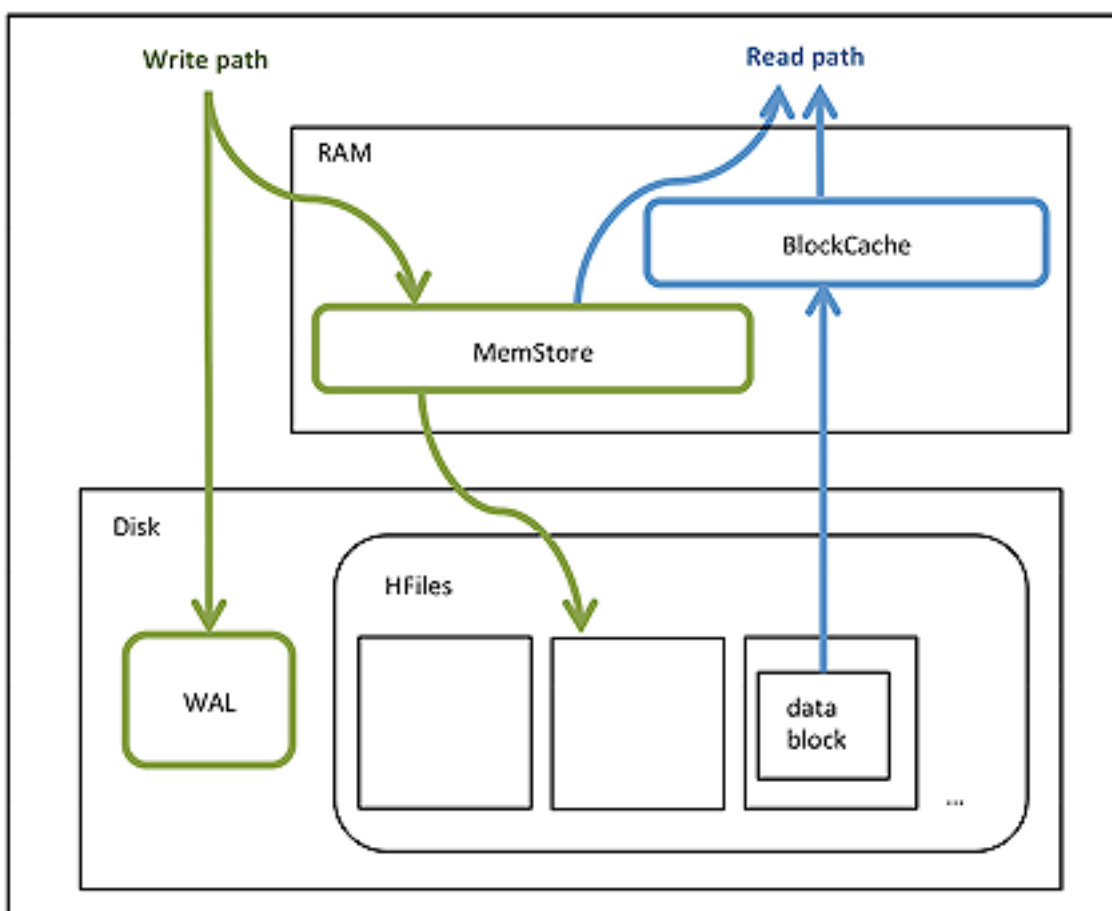 Write path
Read path
RAM
BlockCache
MemStore
Disk
HFiles
WAL
data
block
...